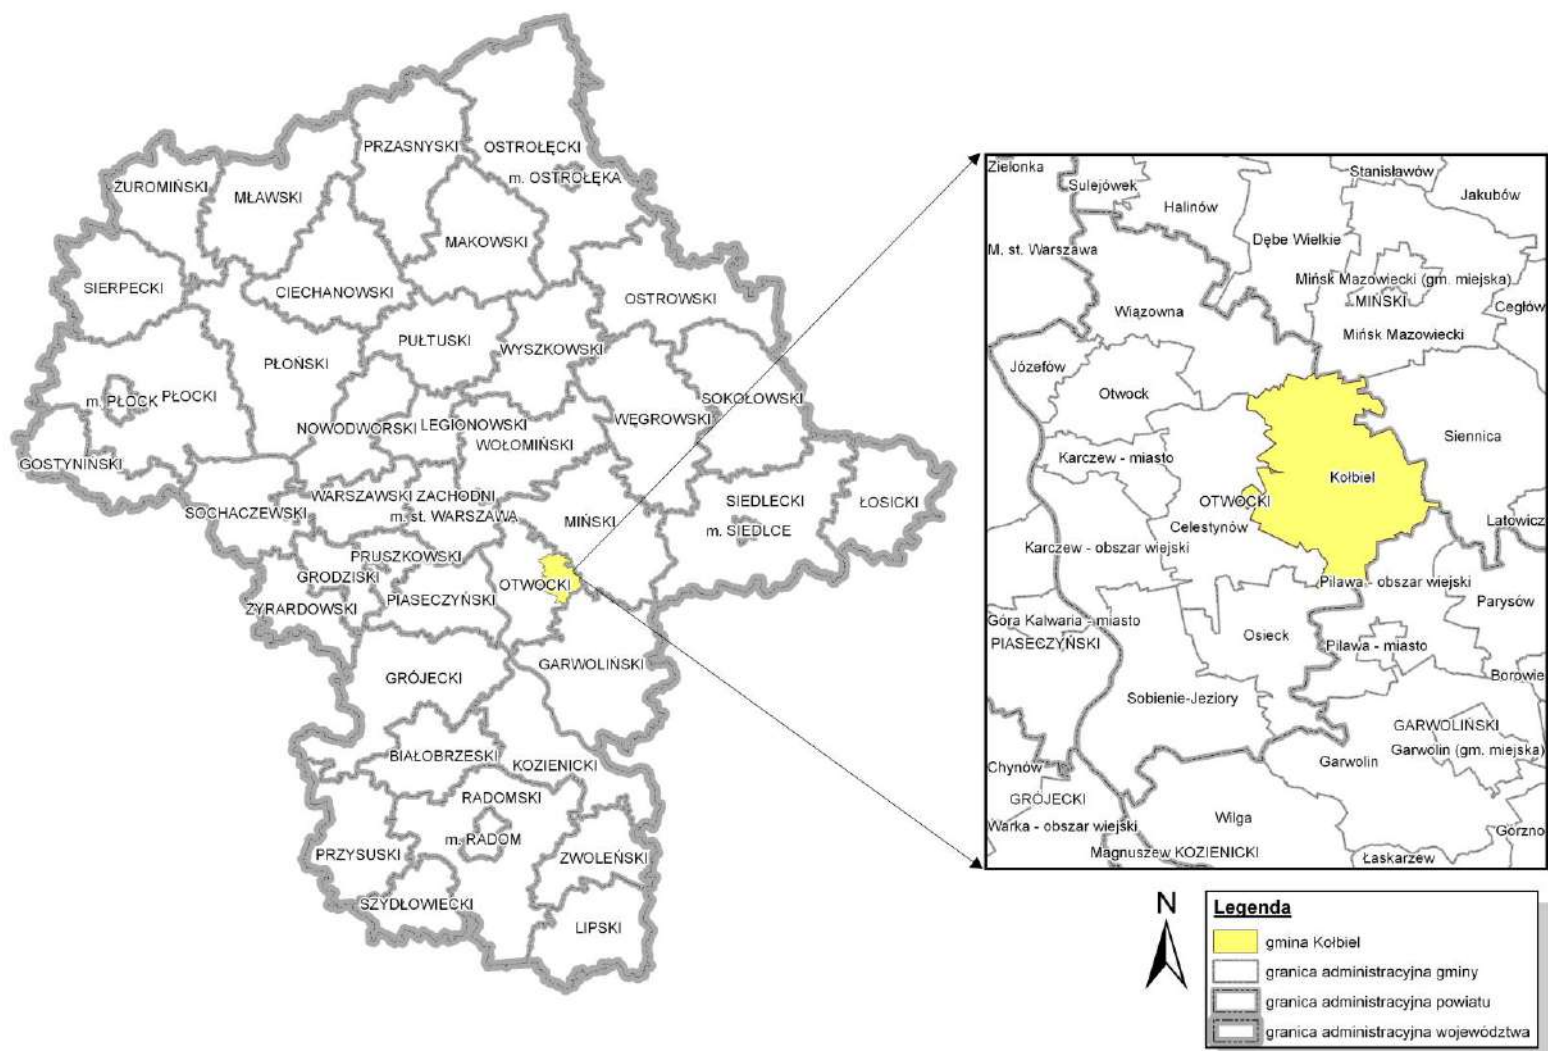 PRZASNYSKI
OSTROŁĘCKI
m. OSTROŁĘKA
ŻUROMIŃSKI
MŁAWSKI
MAKOWSKI
SIERPECKI
CIECHANOWSKI
OSTROWSKI
PŁOŃSKI
PUŁTUSKI
WYSZKOWSKI
m. PŁOCK
PŁOCKI
SOKOŁOWSKI
NOWODWORSKI
LEGIONOWSKI
WĘGROWSKI
WOŁOMIŃSKI
GOSTYNIŃSKI
SOCHACZEWSKI
WARSZAWSKI ZACHODNI
m. st. WARSZAWA
MIŃSKI
SIEDLECKI
ŁOSICKI
m. SIEDLCE
PRUSZKOWSKI
GRODZISKI
OTWOCKI
ŻYRARDOWSKI
PIASECZYŃSKI
GARWOLIŃSKI
GRÓJECKI
BIAŁOBRZESKI
KOZIENICKI
RADOMSKI
m. RADOM
PRZYSUSKI
ZWOLEŃSKI
SZYDŁOWIECKI
LIPSKI
Zielonka
Stanisławów
Sulejówek
Jakubów
Halinów
Dębe Wielkie
M. st. Warszawa
Mińsk Mazowiecki (gm. miejska)
MIŃSKI
Cegłów
Wiązowna
Mińsk Mazowiecki
Józefów
Otwock
Siennica
Karczew - miasto
Kołbiel
OTWOCKI
Celestynów
Latowicz
Karczew - obszar wiejski
Pilawa - obszar wiejski
Parysów
Góra Kalwaria - miasto
PIASECZYŃSKI
Osieck
Pilawa - miasto
Borowie
Sobienie-Jeziory
GARWOLIŃSKI
Garwolin (gm. miejska)
Garwolin
Chynów
GRÓJECKI
Wilga
Warka - obszar wiejski
Górzno
Magnuszew KOZIENICKI
Łaskarzew
N
Legenda
gmina Kołbiel
granica administracyjna gminy
granica administracyjna powiatu
granica administracyjna województwa